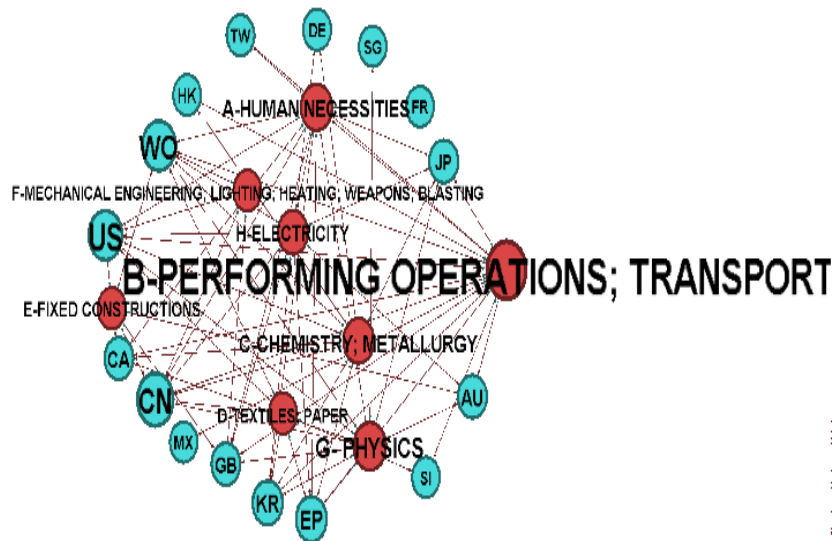 DE
TW
SG
HK
A-HUMAN NECESSITIES
FR
WO
JP
F-MECHANICAL ENGINEERING; LIGHTING; HEATING; WEAPONS; BLASTING
US
H-ELECTRICITY
B-PERFORMING OPERATIONS; TRANSPORT
E-FIXED CONSTRUCTIONS
C-CHEMISTRY; METALLURGY
CA
CN
AU
D-TEXTILES; PAPER
MX
G- PHYSICS
GB
SI
KR
EP